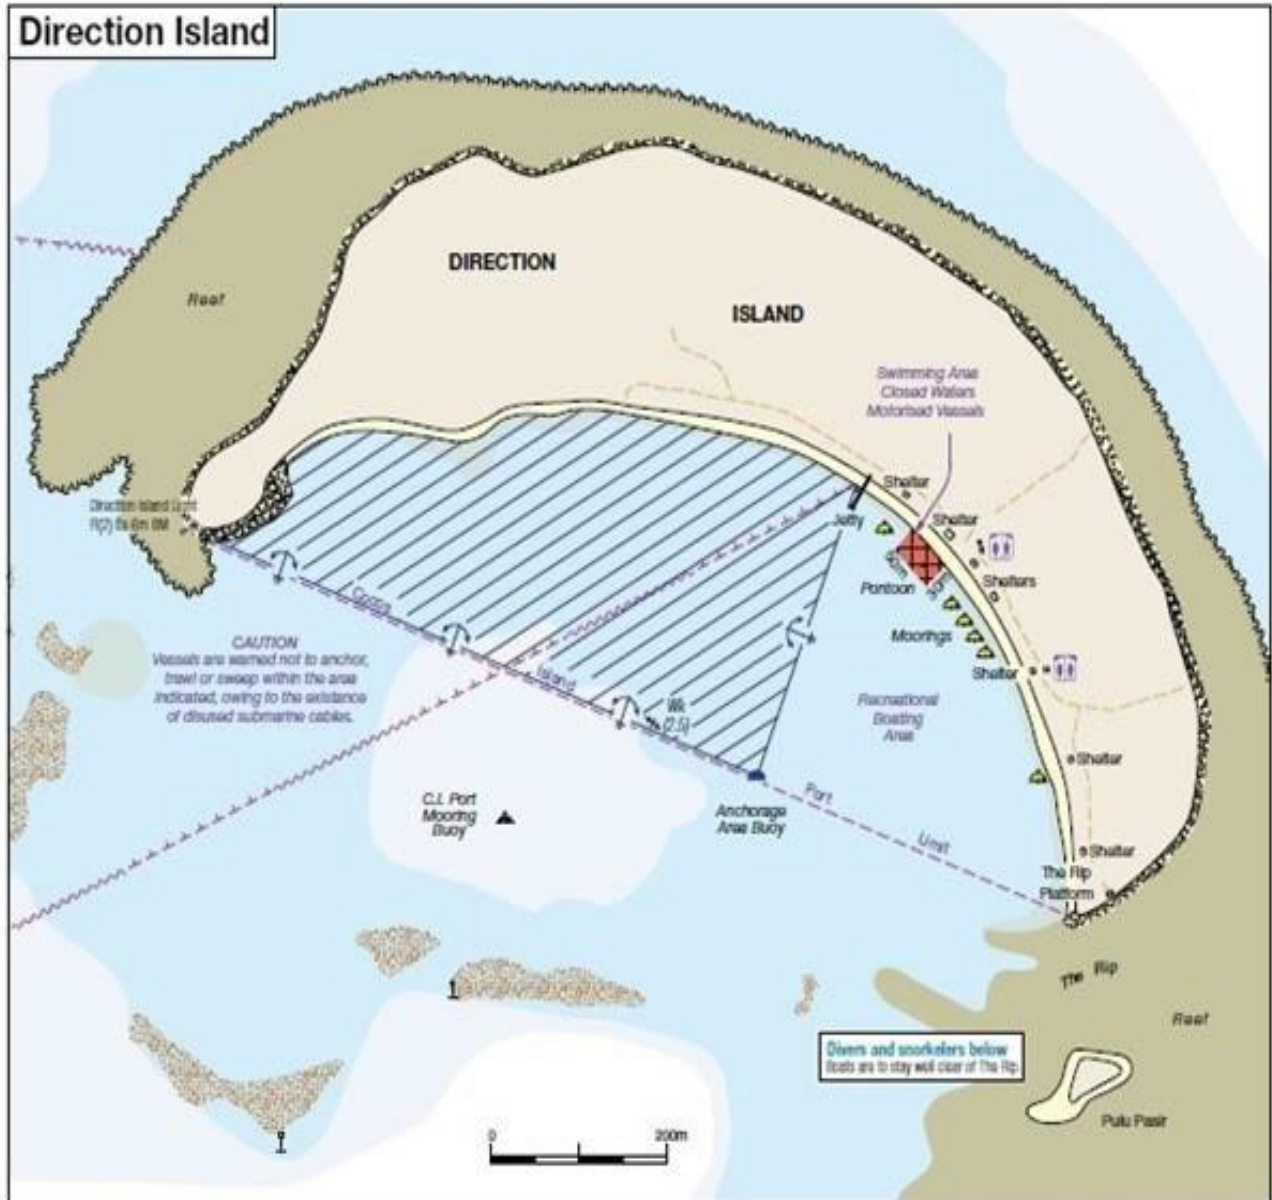 Direction Island
DIRECTION
ISLAND
Reef
Swimming Area
Closed Waters
Motorised Vessels
Shelter
Jetty
Shelter
Shelters
Pontoon
50m
Moorings
Shelter
Direction Island Light
Cocos
Island
Port
Limit
CAUTION
Vessels are warned not to anchor,
trawl or sweep within the area
indicated, owing to the existence
of disused submarine cables.
Wk
(2.5)
Recreational
Boating
Area
Shelter
C.I. Port
Mooring
Buoy
Anchorage
Area Buoy
Shelter
The Rip
Platform
The Rip
Reef
Divers and snorkelers below
Boats are to stay well clear of The Rip
Pulu Pasir
0 200m